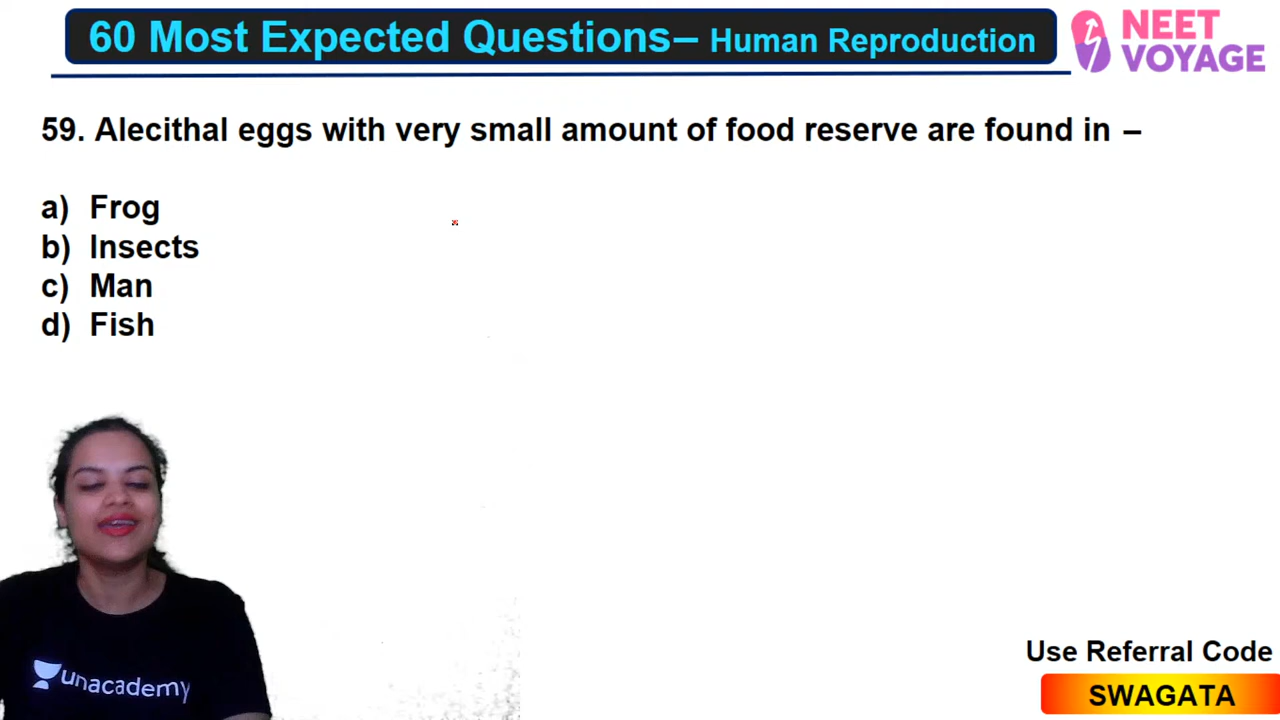 60 Most Expected Questions– Human Reproduction
NEET
VOYAGE
59. Alecithal eggs with very small amount of food reserve are found in –
a) Frog
b) Insects
c) Man
d) Fish
unacademy
Use Referral Code
SWAGATA